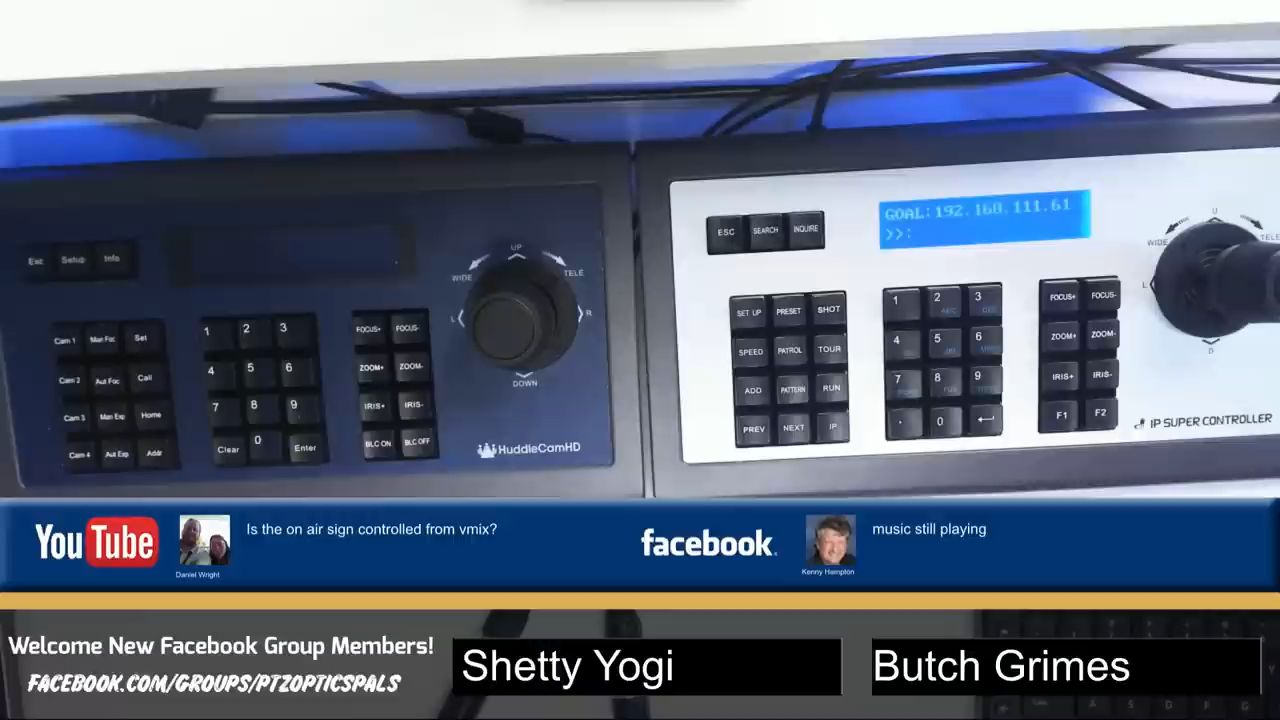 GOAL:192.168.111.61
>>:
UP
WIDE
TELE
L
R
DOWN
Esc Setup Info
Cam 1 Man Foc Set
Cam 2 Aut Foc Call
Cam 3 Man Exp Home
Cam 4 Aut Exp Addr
1 2 3
4 5 6
7 8 9
Clear 0 Enter
FOCUS+ FOCUS-
ZOOM+ ZOOM-
IRIS+ IRIS-
BLC ON BLC OFF
HuddleCamHD
ESC SEARCH INQUIRE
SET UP PRESET SHOT
SPEED PATROL TOUR
ADD PATTERN RUN
PREV NEXT IP
1 2 ABC 3
4 5 6
7 8 9
. 0
FOCUS+ FOCUS-
ZOOM+ ZOOM-
IRIS+ IRIS-
F1 F2
U
WIDE
TELE
L
D
IP SUPER CONTROLLER
YouTube
Daniel Wright
Is the on air sign controlled from vmix?
facebook
Kenny Hampton
music still playing
Welcome New Facebook Group Members!
FACEBOOK.COM/GROUPS/PTZOPTICSPALS
Shetty Yogi
Butch Grimes
A S D F G